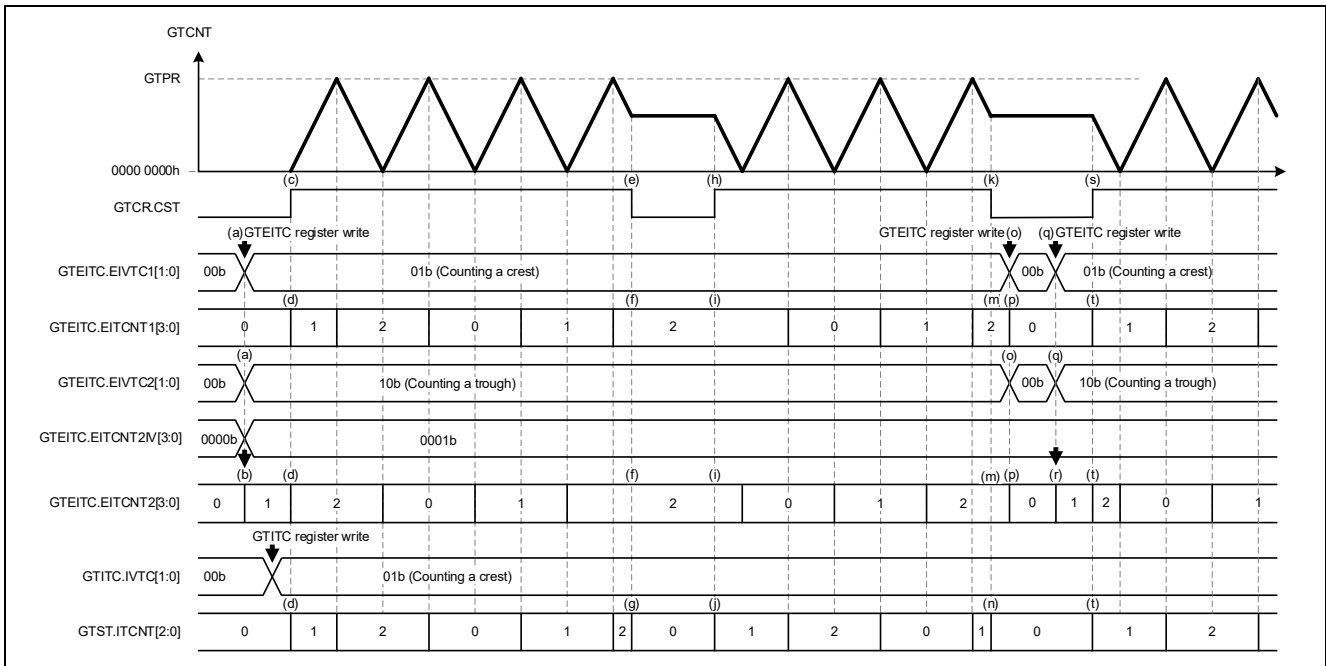 GTCNT
GTPR
0000 0000h
(c) (e) (h) (k) (s)
GTCR.CST
(a)GTEITC register write GTEITC register write(o) (q)GTEITC register write
GTEITC.EIVTC1[1:0] 00b 01b (Counting a crest) 00b 01b (Counting a crest)
(d) (f) (i) (m) (p) (t)
GTEITC.EITCNT1[3:0] 0 1 2 0 1 2 0 1 2 0 1 2
(a) (o) (q)
GTEITC.EIVTC2[1:0] 00b 10b (Counting a trough) 00b 10b (Counting a trough)
GTEITC.EITCNT2IV[3:0] 0000b 0001b
(b) (d) (f) (i) (m) (p) (r) (t)
GTEITC.EITCNT2[3:0] 0 1 2 0 1 2 0 1 2 0 1 2 0 1
GTITC register write
GTITC.IVTC[1:0] 00b 01b (Counting a crest)
(d) (g) (j) (n) (t)
GTST.ITCNT[2:0] 0 1 2 0 1 2 0 1 2 0 1 0 1 2